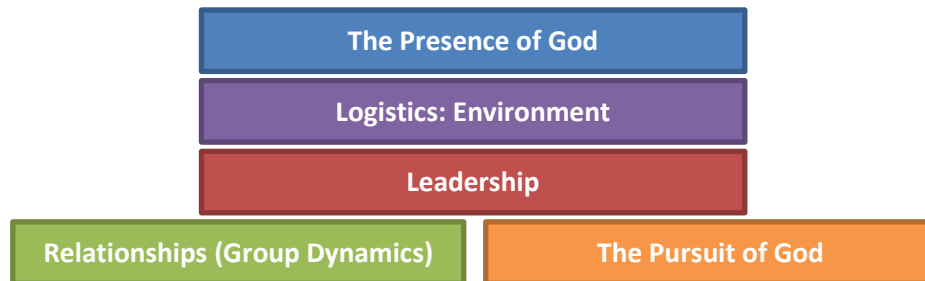 The Presence of God
Logistics: Environment
Leadership
Relationships (Group Dynamics)
The Pursuit of God